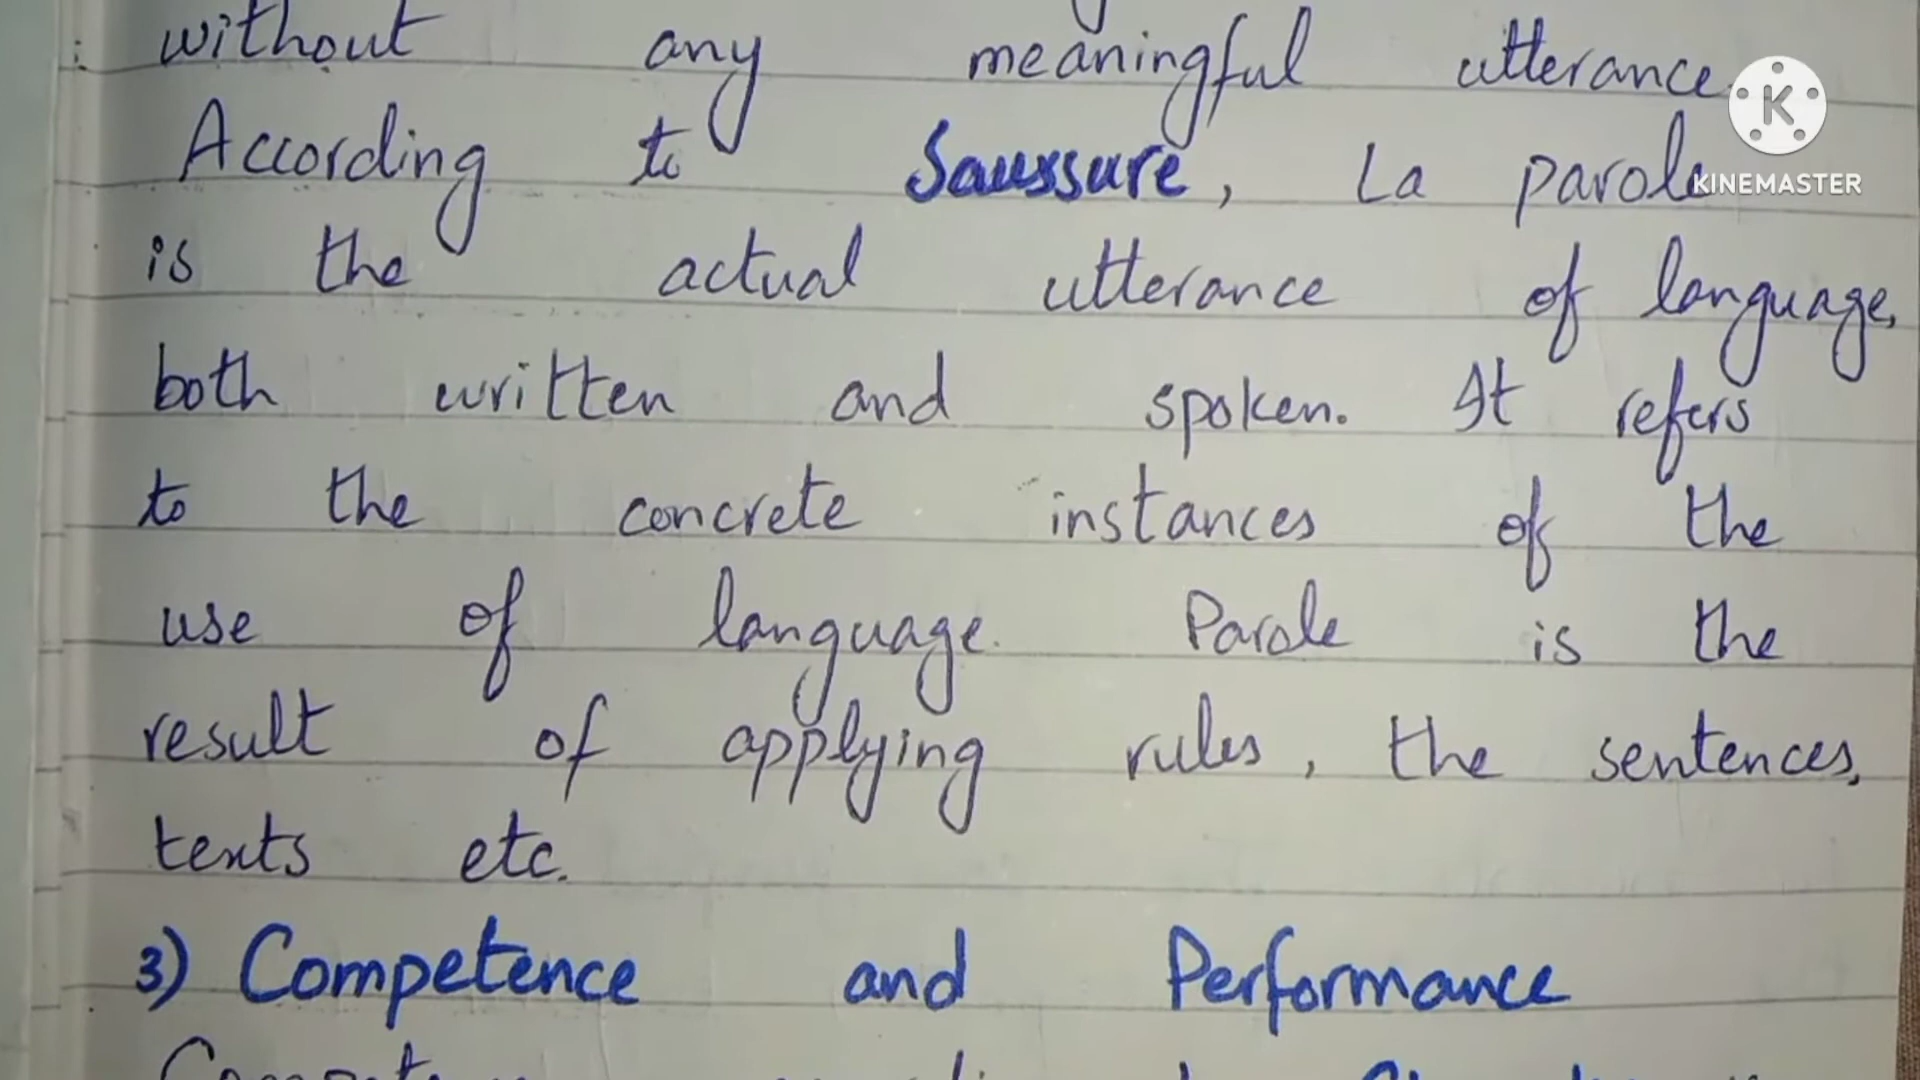 without any meaningful utterance.
According to Saussure, La parole
is the actual utterance of language,
both written and spoken. It refers
to the concrete instances of the
use of language. Parole is the
result of applying rules, the sentences,
texts etc.
3) Competence and Performance
KINEMASTER